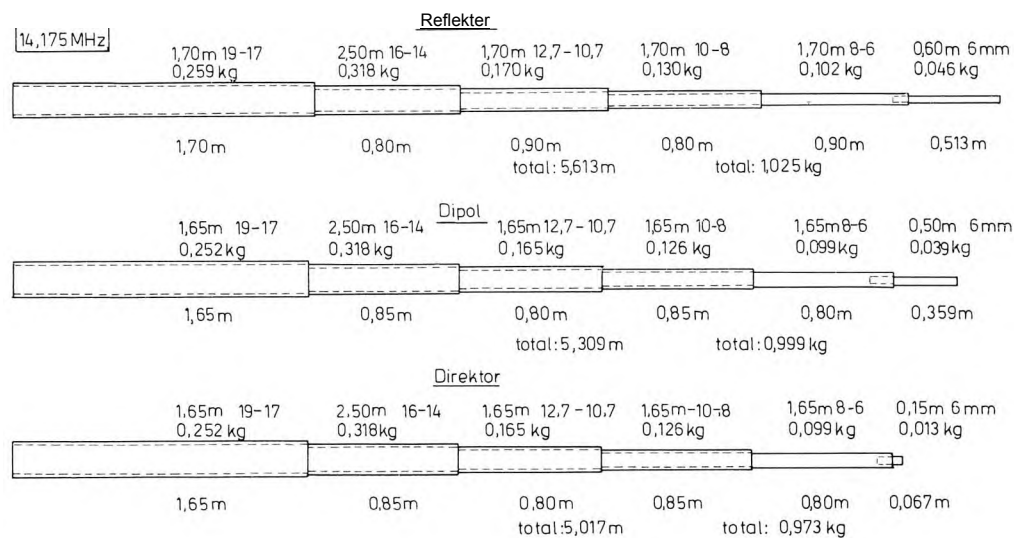 Reflekter
14,175MHz
1,70m 19-17 2,50m 16-14 1,70m 12,7-10,7 1,70m 10-8 1,70m 8-6 0,60m 6mm
0,259 kg 0,318 kg 0,170 kg 0,130 kg 0,102 kg 0,046 kg
1,70m 0,80m 0,90m 0,80m 0,90m 0,513m
total: 5,613m total: 1,025 kg
Dipol
1,65m 19-17 2,50m 16-14 1,65m 12,7-10,7 1,65m 10-8 1,65m 8-6 0,50m 6mm
0,252 kg 0,318 kg 0,165 kg 0,126 kg 0,099 kg 0,039 kg
1,65m 0,85m 0,80m 0,85m 0,80m 0,359m
total: 5,309 m total: 0,999 kg
Direktor
1,65m 19-17 2,50m 16-14 1,65m 12,7-10,7 1,65m-10-8 1,65m 8-6 0,15m 6mm
0,252 kg 0,318kg 0,165 kg 0,126kg 0,099 kg 0,013 kg
1,65m 0,85m 0,80m 0,85m 0,80m 0,067m
total: 5,017m total: 0,973 kg